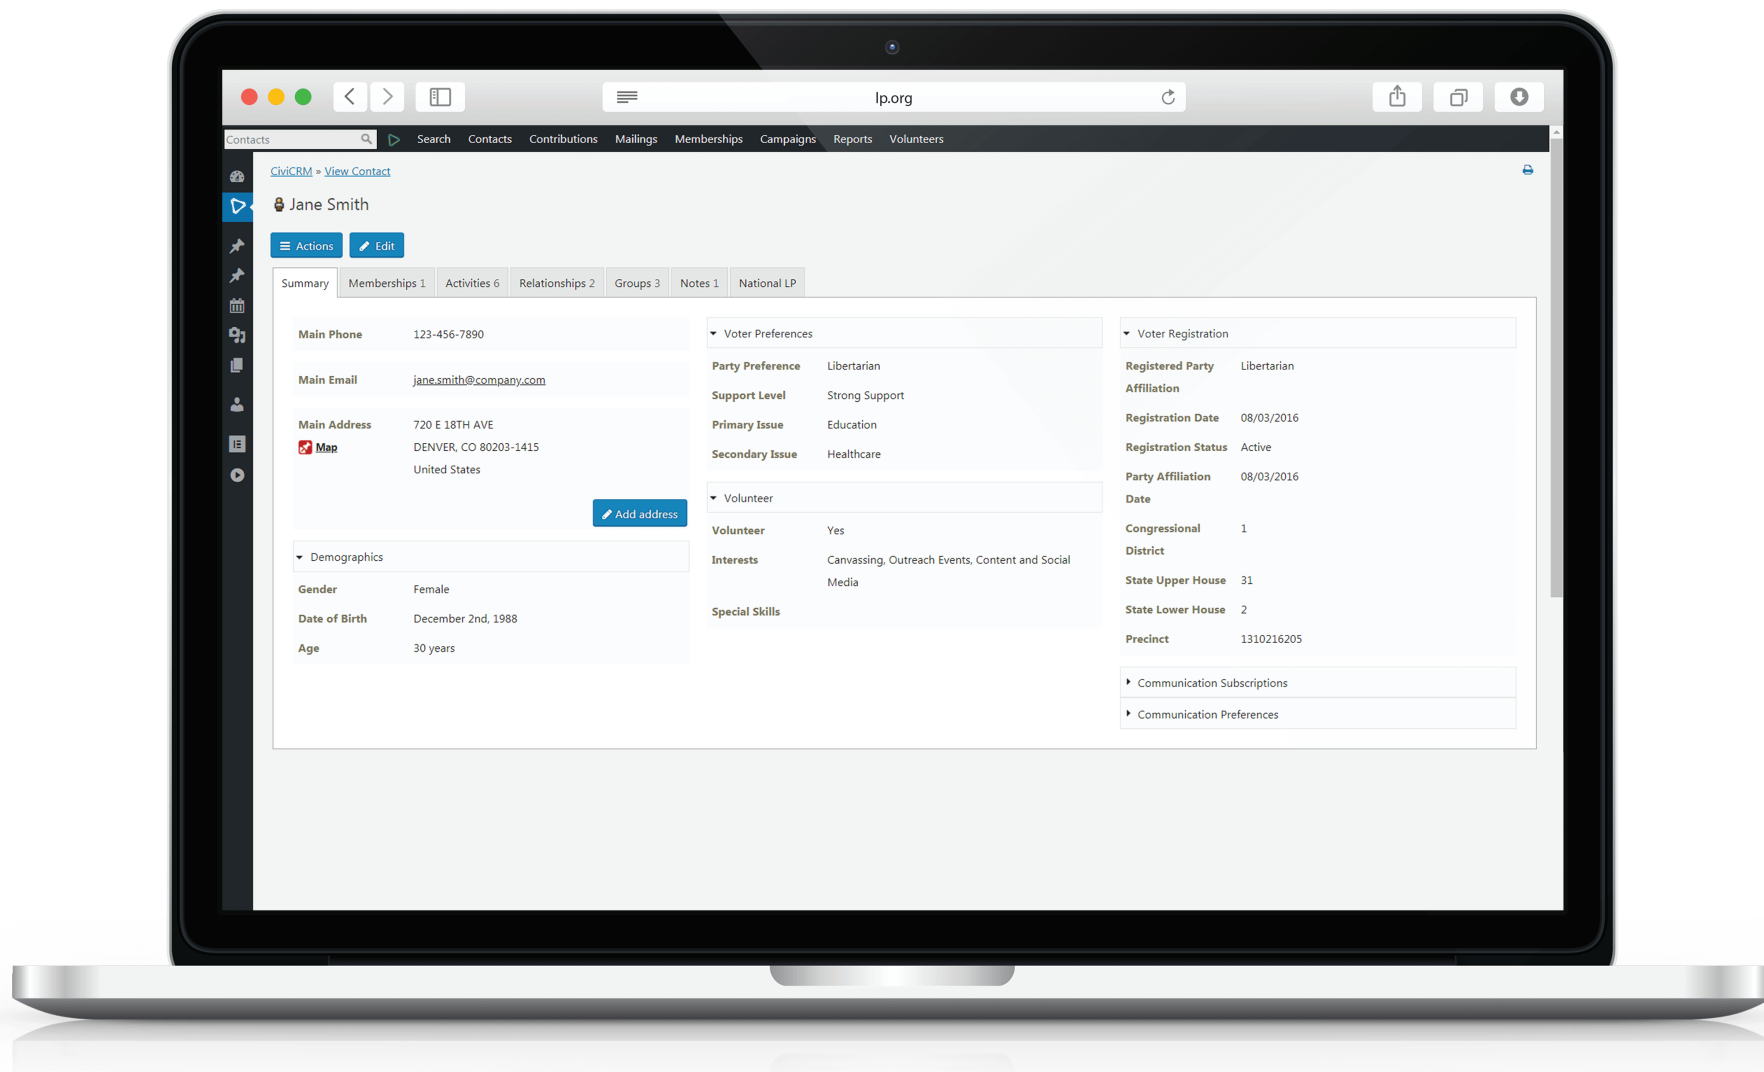 lp.org
Contacts
Search Contacts Contributions Mailings Memberships Campaigns Reports Volunteers
CiviCRM » View Contact
Jane Smith
Actions Edit
Summary Memberships 1 Activities 6 Relationships 2 Groups 3 Notes 1 National LP
Main Phone 123-456-7890
Main Email jane.smith@company.com
Main Address 720 E 18TH AVE
Map DENVER, CO 80203-1415
United States
Add address
Demographics
Gender Female
Date of Birth December 2nd, 1988
Age 30 years
Voter Preferences
Party Preference Libertarian
Support Level Strong Support
Primary Issue Education
Secondary Issue Healthcare
Volunteer
Volunteer Yes
Interests Canvassing, Outreach Events, Content and Social
Media
Special Skills
Voter Registration
Registered Party Libertarian
Affiliation
Registration Date 08/03/2016
Registration Status Active
Party Affiliation 08/03/2016
Date
Congressional 1
District
State Upper House 31
State Lower House 2
Precinct 1310216205
Communication Subscriptions
Communication Preferences